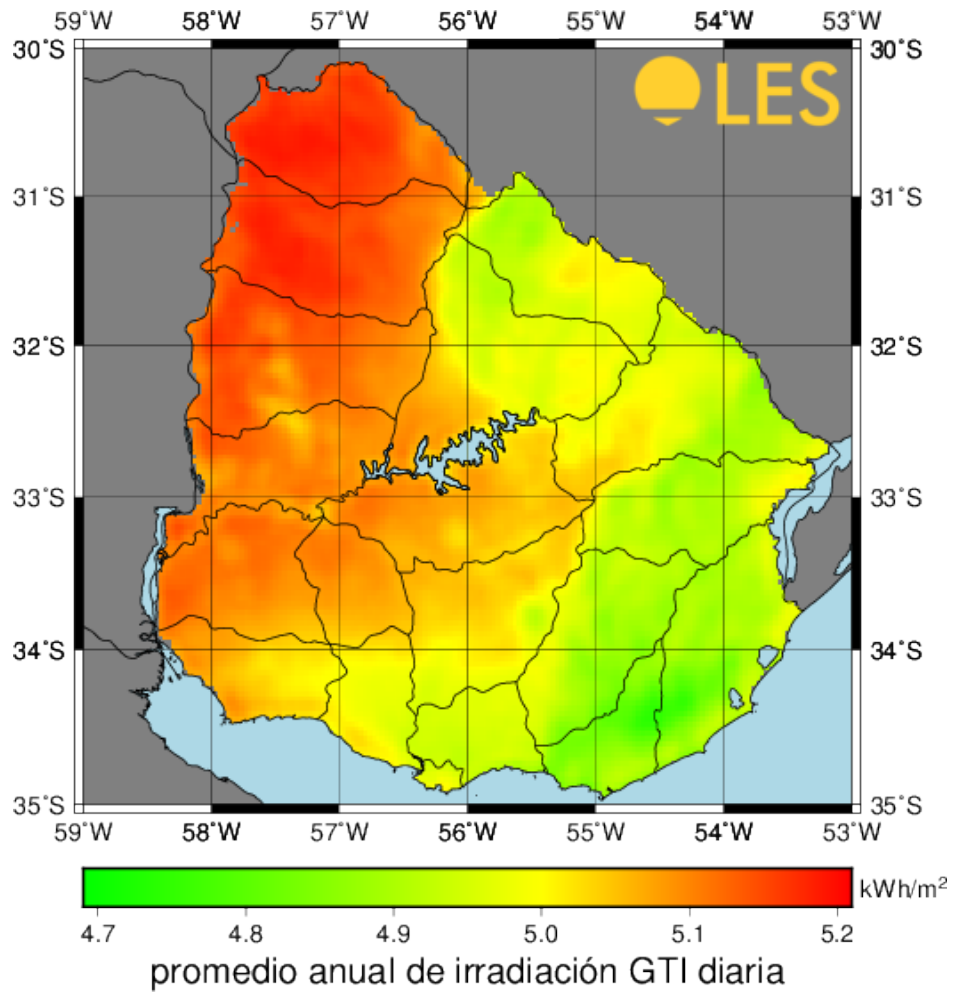 59°W 58°W 57°W 56°W 55°W 54°W 53°W
30°S 30°S
LES
31°S 31°S
32°S 32°S
33°S 33°S
34°S 34°S
35°S 35°S
59°W 58°W 57°W 56°W 55°W 54°W 53°W
kWh/m²
4.7 4.8 4.9 5.0 5.1 5.2
promedio anual de irradiación GTI diaria